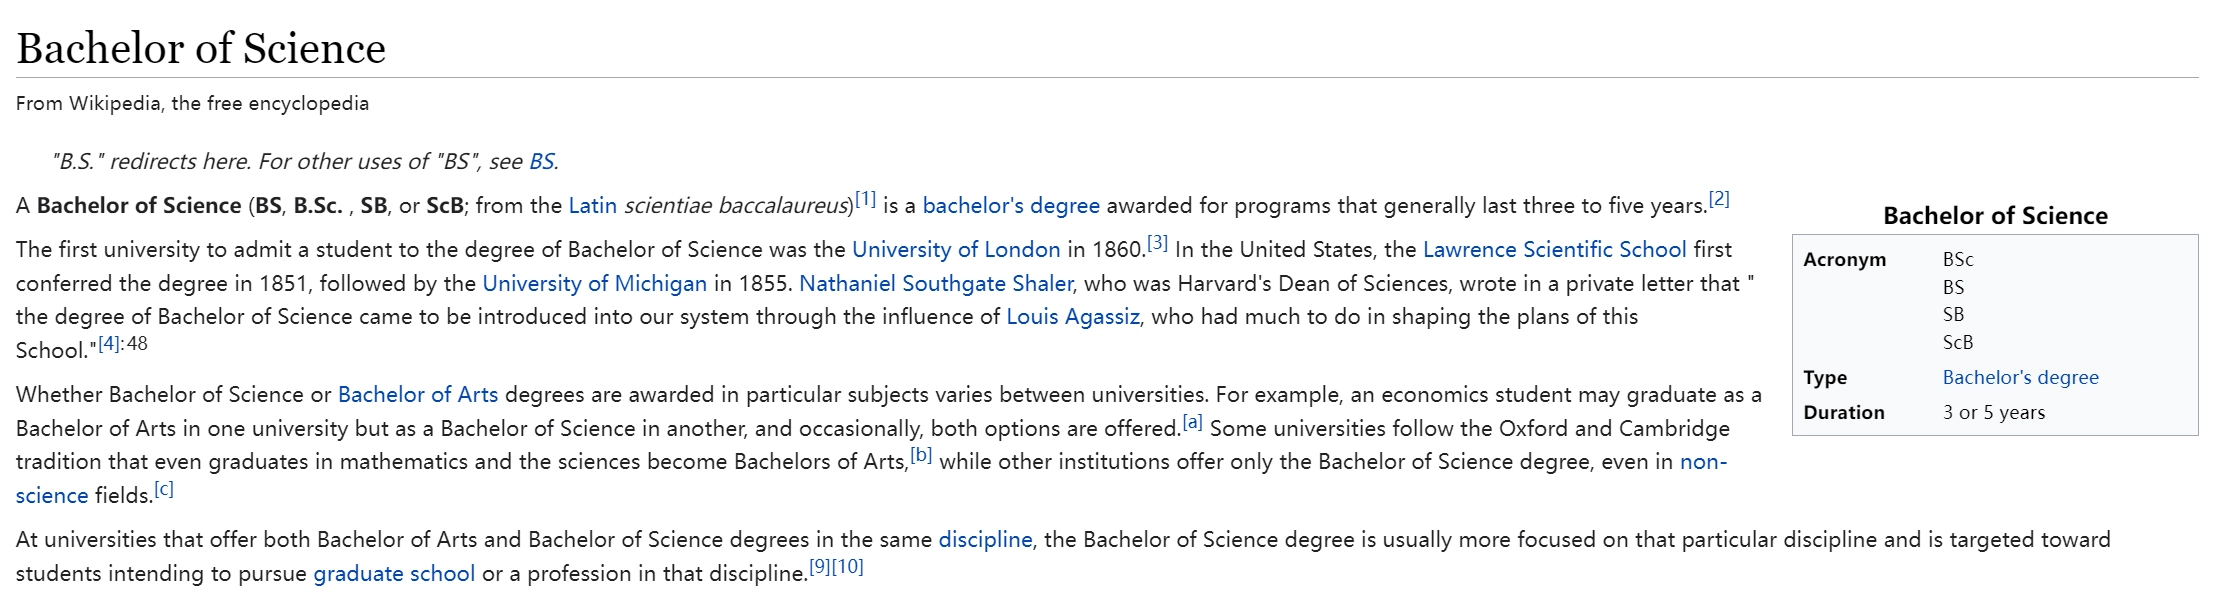 Bachelor of Science
From Wikipedia, the free encyclopedia
"B.S." redirects here. For other uses of "BS", see BS.
A Bachelor of Science (BS, B.Sc. , SB, or ScB; from the Latin scientiae baccalaureus)[1] is a bachelor's degree awarded for programs that generally last three to five years.[2]
The first university to admit a student to the degree of Bachelor of Science was the University of London in 1860.[3] In the United States, the Lawrence Scientific School first
conferred the degree in 1851, followed by the University of Michigan in 1855. Nathaniel Southgate Shaler, who was Harvard's Dean of Sciences, wrote in a private letter that "
the degree of Bachelor of Science came to be introduced into our system through the influence of Louis Agassiz, who had much to do in shaping the plans of this
School."[4]:48
Whether Bachelor of Science or Bachelor of Arts degrees are awarded in particular subjects varies between universities. For example, an economics student may graduate as a
Bachelor of Arts in one university but as a Bachelor of Science in another, and occasionally, both options are offered.[a] Some universities follow the Oxford and Cambridge
tradition that even graduates in mathematics and the sciences become Bachelors of Arts,[b] while other institutions offer only the Bachelor of Science degree, even in non-
science fields.[c]
At universities that offer both Bachelor of Arts and Bachelor of Science degrees in the same discipline, the Bachelor of Science degree is usually more focused on that particular discipline and is targeted toward
students intending to pursue graduate school or a profession in that discipline.[9][10]
Bachelor of Science
Acronym BSc
BS
SB
ScB
Type Bachelor's degree
Duration 3 or 5 years